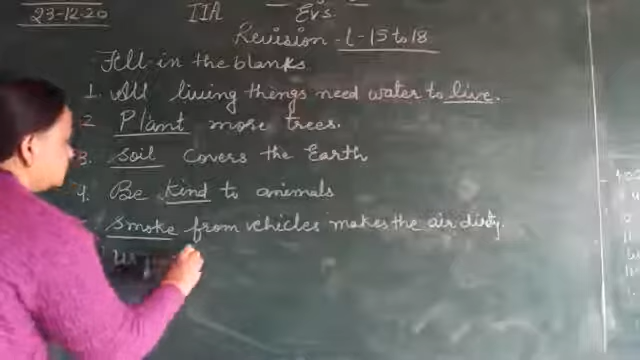 23-12-20 IIA Evs.
Revision - L-15 to 18
Fill in the blanks.
1. All living things need water to live.
2 Plant more trees.
3. soil covers the Earth
4. Be kind to animals
smoke from vehicles makes the air dirty.